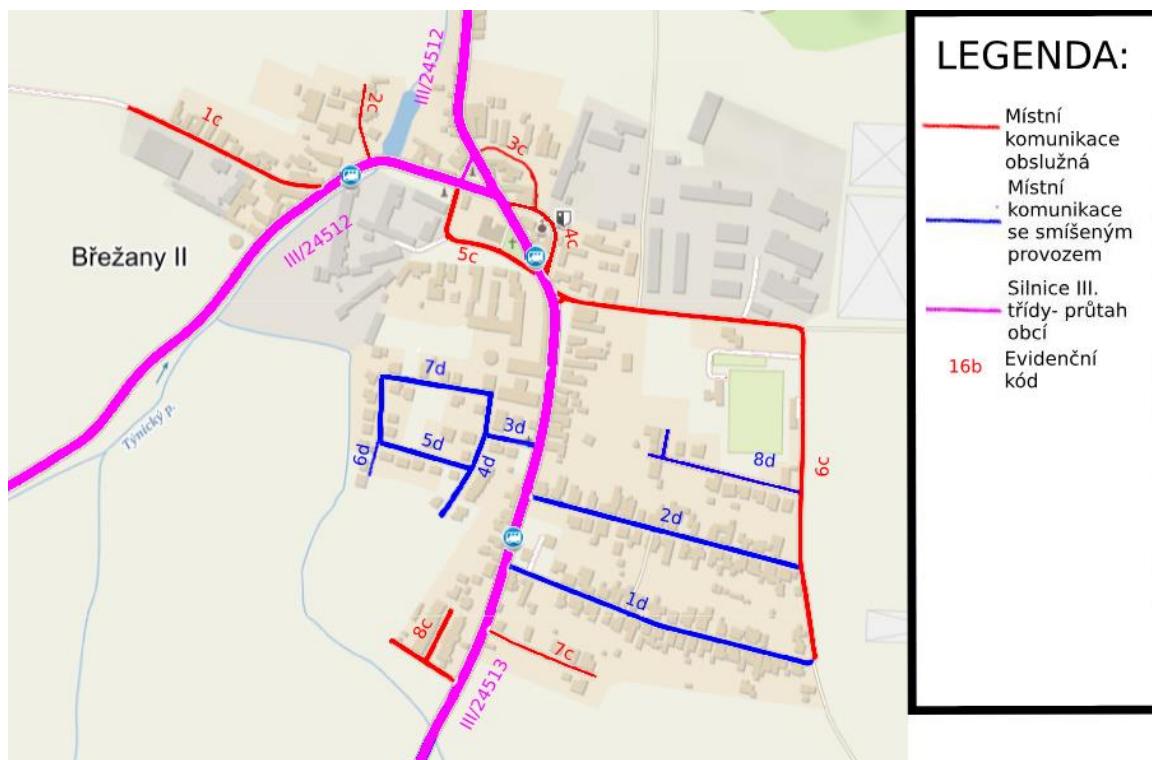 III/24512
2c
1c
3c
4c
III/24512
5c
Břežany II
7d
Týnický p.
3d
5d
6d
4d
8d
9c
2d
1d
8c
7c
III/24513
LEGENDA:
Místní
komunikace
obslužná
Místní
komunikace
se smíšeným
provozem
Silnice III.
třídy- průtah
obcí
16b
Evidenční
kód